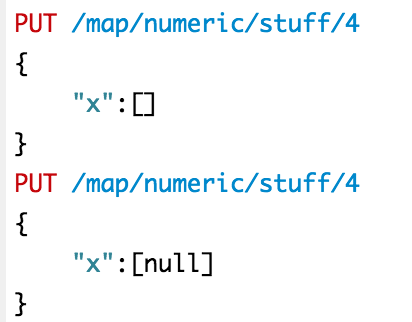 PUT /map/numeric/stuff/4
{
    "x":[]
}
PUT /map/numeric/stuff/4
{
    "x":[null]
}